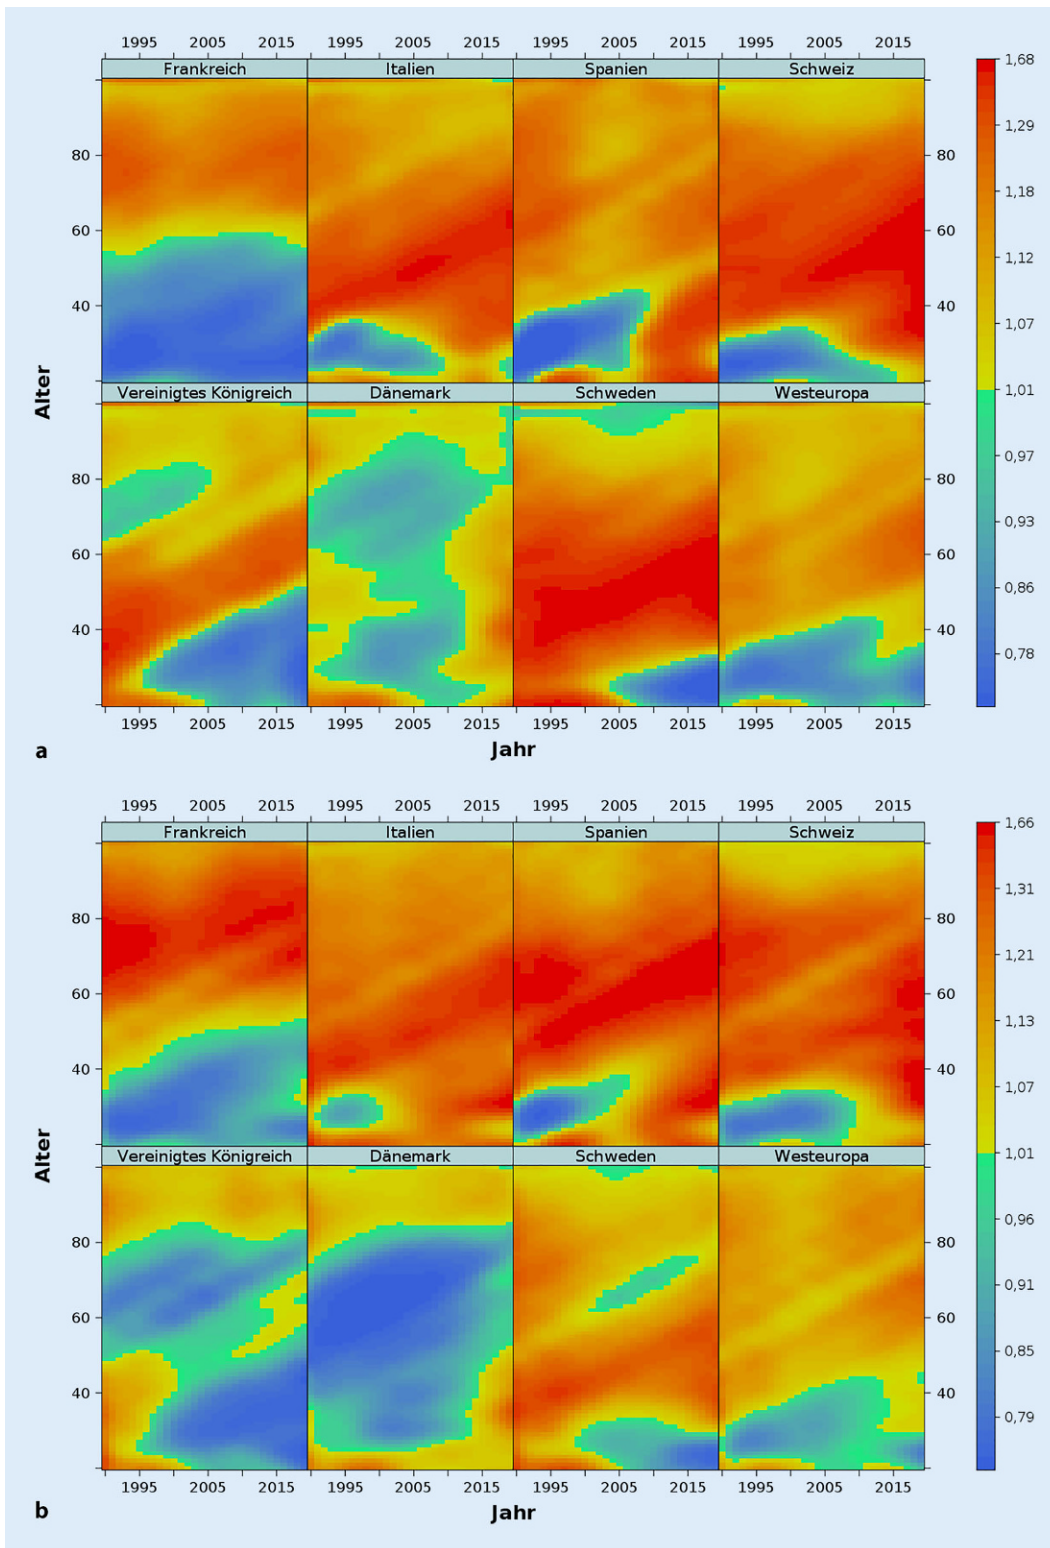 1995 2005 2015 1995 2005 2015 1995 2005 2015 1995 2005 2015
Frankreich Italien Spanien Schweiz
1,68
1,29
1,18
1,12
1,07
1,01
0,97
0,93
0,86
0,78
80 80
60 60
40 40
Vereinigtes Königreich Dänemark Schweden Westeuropa
80 80
60 60
40 40
Alter
1995 2005 2015 1995 2005 2015 1995 2005 2015 1995 2005 2015
Jahr
a
1995 2005 2015 1995 2005 2015 1995 2005 2015 1995 2005 2015
Frankreich Italien Spanien Schweiz
1,66
1,31
1,21
1,13
1,07
1,01
0,96
0,91
0,85
0,79
80 80
60 60
40 40
Vereinigtes Königreich Dänemark Schweden Westeuropa
80 80
60 60
40 40
Alter
1995 2005 2015 1995 2005 2015 1995 2005 2015 1995 2005 2015
Jahr
b